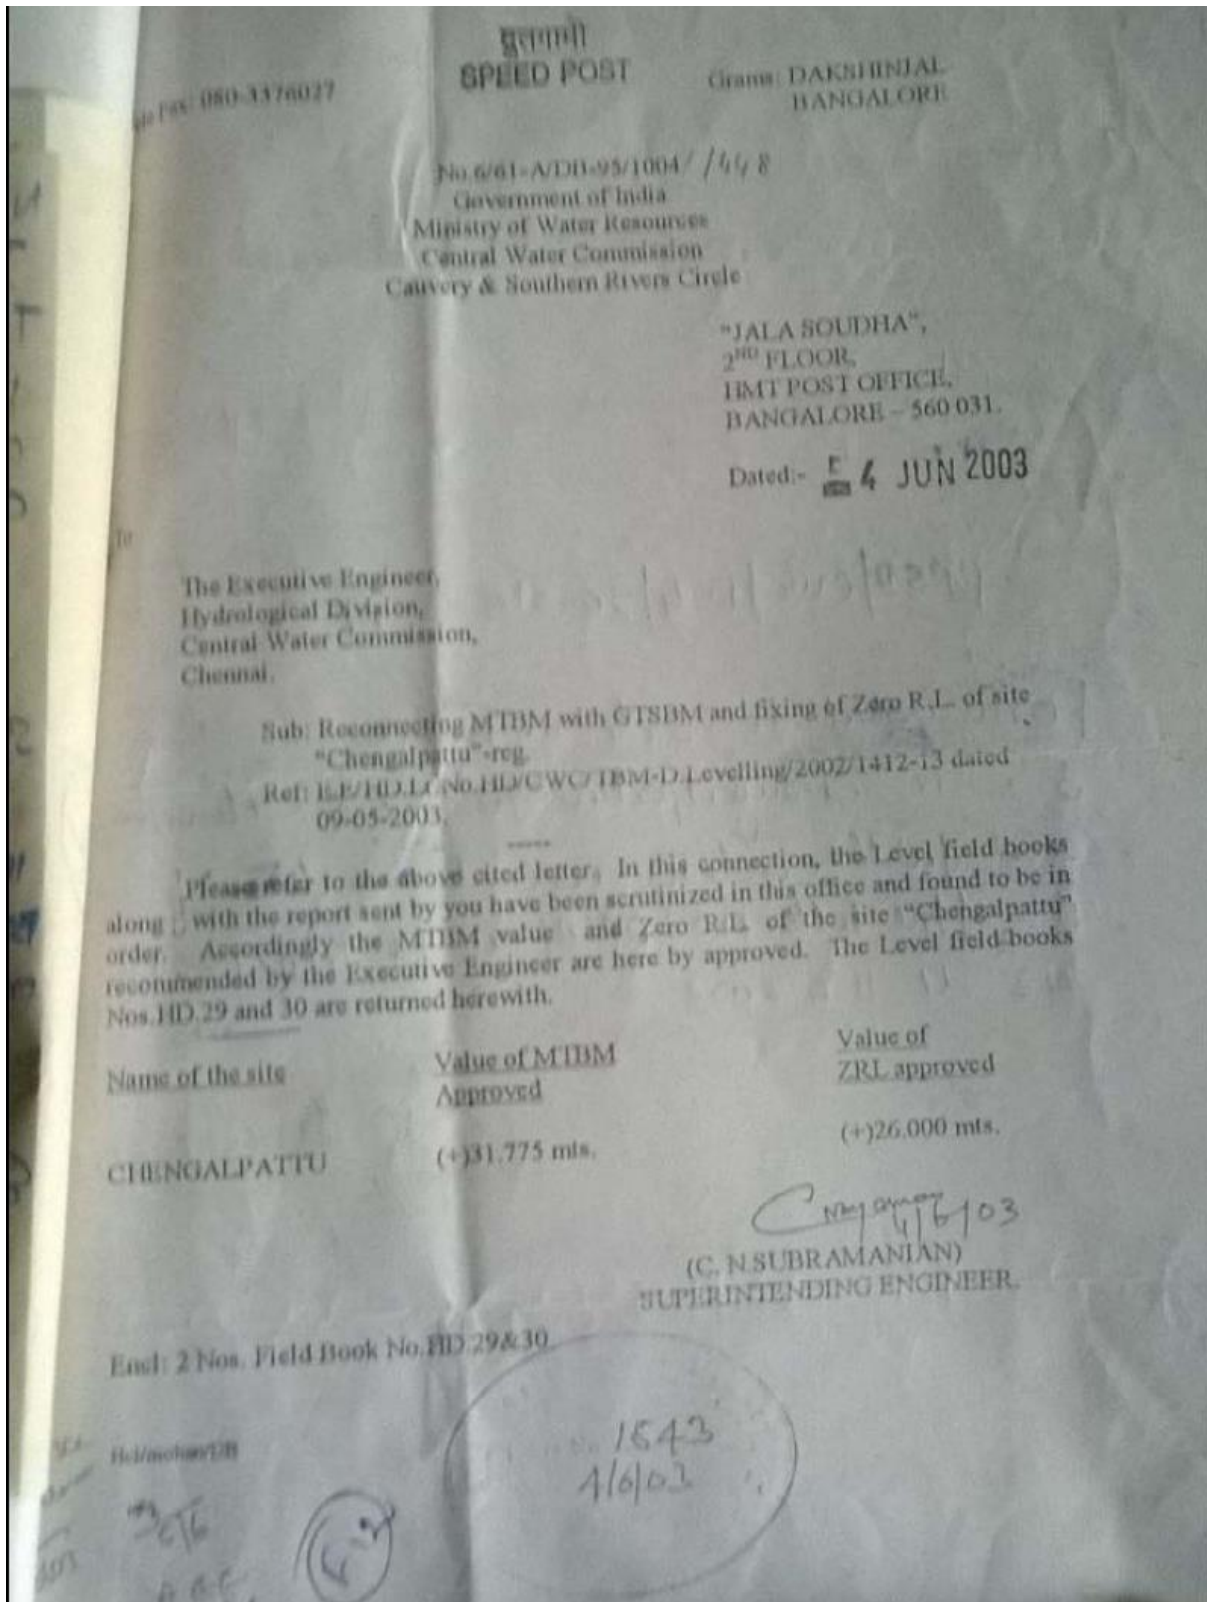 द्रुतगामी
SPEED POST
Fax: 080-3376027
Grams: DAKSHINJAL
BANGALORE
No.6/61-A/DB-95/1004/ 1448
Government of India
Ministry of Water Resources
Central Water Commission
Cauvery & Southern Rivers Circle
"JALA SOUDHA",
2ND FLOOR,
HMT POST OFFICE,
BANGALORE – 560 031.
Dated:- 4 JUN 2003
To
The Executive Engineer,
Hydrological Division,
Central Water Commission,
Chennai.
Sub: Reconnecting MTBM with GTSBM and fixing of Zero R.L. of site
"Chengalpattu"-reg.
Ref: E.E/HD.Lr.No.HD/CWC/TBM-D.Levelling/2002/1412-13 dated
09-05-2003.
-----
Please refer to the above cited letter. In this connection, the Level field books
along with the report sent by you have been scrutinized in this office and found to be in
order. Accordingly the MTBM value and Zero R.L. of the site "Chengalpattu"
recommended by the Executive Engineer are here by approved. The Level field books
Nos.HD.29 and 30 are returned herewith.
Name of the site
Value of MTBM
Approved
Value of
ZRL approved
CHENGALPATTU
(+)31.775 mts.
(+)26.000 mts.
4/6/03
(C. N.SUBRAMANIAN)
SUPERINTENDING ENGINEER.
Encl: 2 Nos. Field Book No.HD.29&30
1543
4/6/03